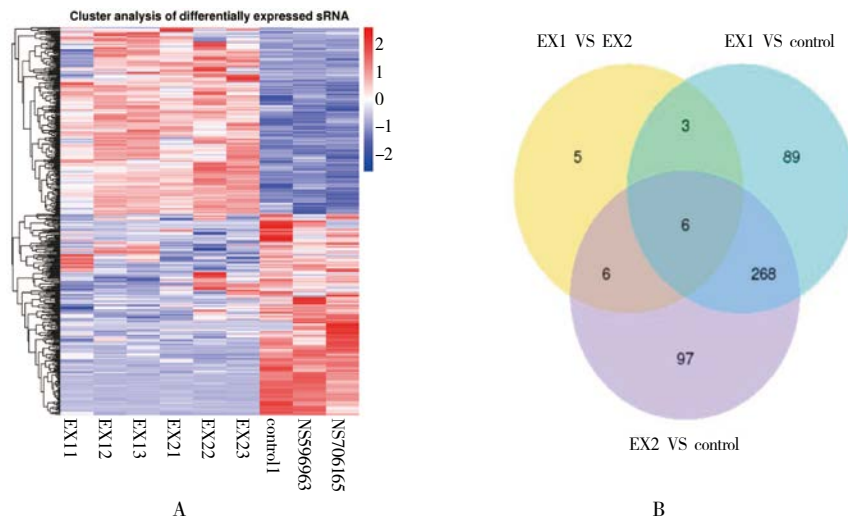 Cluster analysis of differentially expressed sRNA
2
1
0
−1
−2
EX11
EX12
EX13
EX21
EX22
EX23
control1
NS596963
NS706165
A
EX1 VS EX2
EX1 VS control
3
5
89
6
6
268
97
EX2 VS control
B